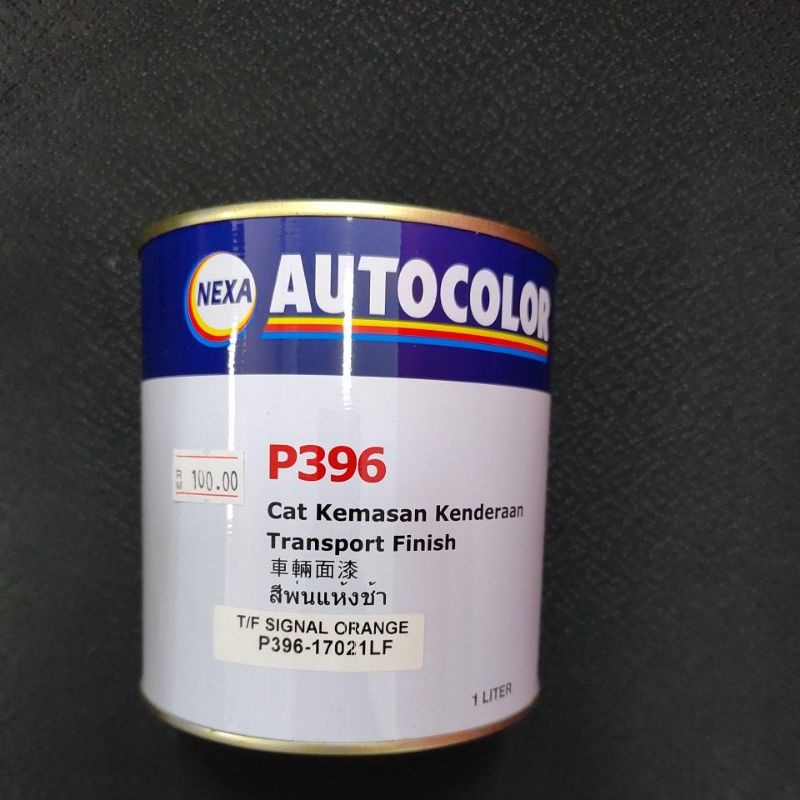 NEXA
AUTOCOLOR
RM 100.00
P396
Cat Kemasan Kenderaan
Transport Finish
車輛面漆
สีพ่นแห้งช้า
T/F SIGNAL ORANGE
P396-17021LF
1 LITER